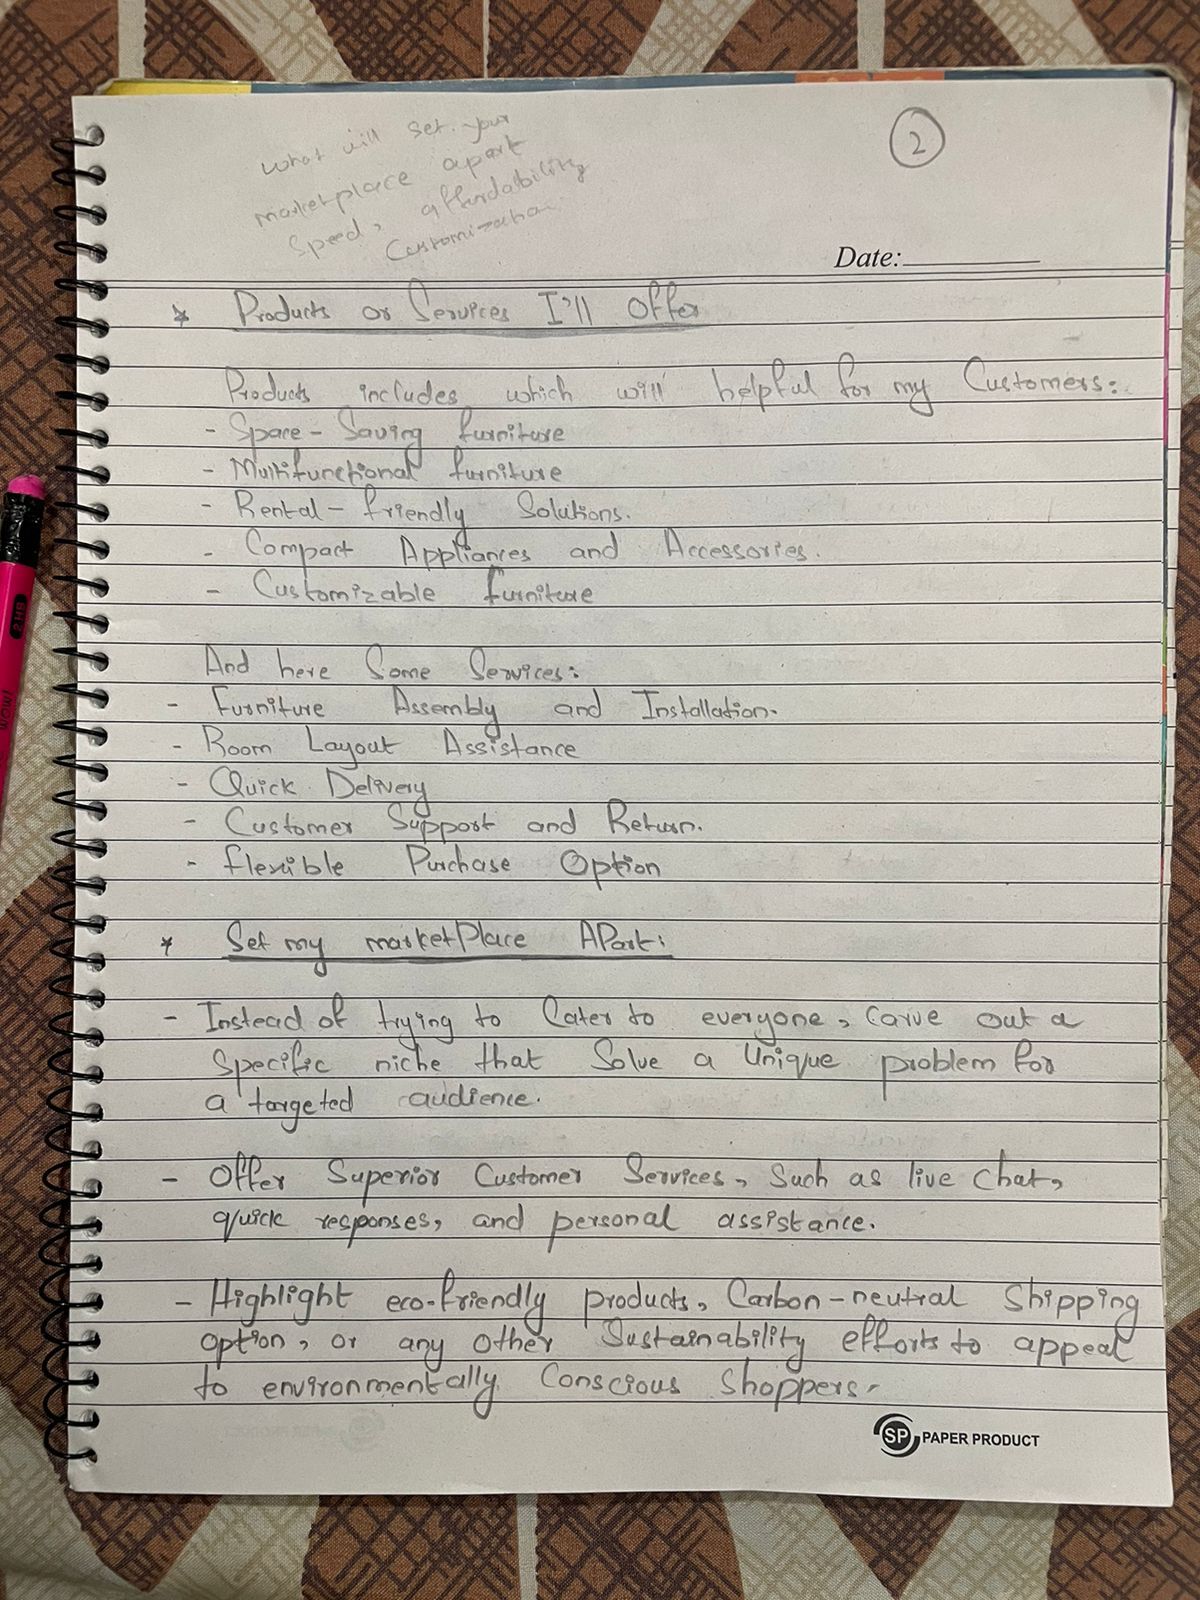 What will set your
marketplace apart
Speed, affordability
Customization
2
Date:
* Products or Services I'll Offer
Products includes which will helpful for my Customers:
- Space-Saving furniture
- Multifunctional furniture
- Rental-friendly Solutions.
- Compact Appliances and Accessories.
- Customizable furniture
And here Some Services:
- Furniture Assembly and Installation.
- Room Layout Assistance
- Quick Delivery
- Customer Support and Return.
- flexible Purchase Option
* Set my marketPlace APart:
- Instead of trying to Cater to everyone, Carve out a
specific niche that Solve a Unique problem for
a targeted audience.
- Offer Superior Customer Services, Such as live chat,
quick responses, and personal assistance.
- Highlight eco-friendly products, Carbon-neutral Shipping
option, or any other Sustainability efforts to appeal
to environmentally Conscious Shoppers.
SP PAPER PRODUCT
2HB
WOW!